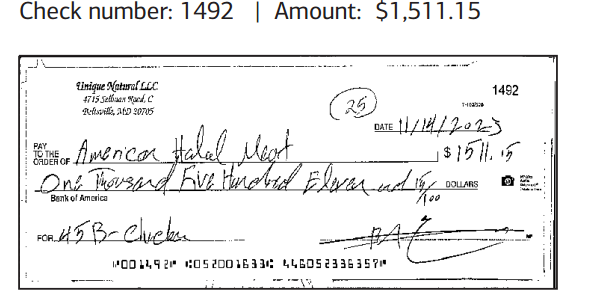 Check number: 1492 | Amount: $1,511.15
Unique Natural LLC
4715 Sellman Road, C
Beltsville, MD 20705
25
1492
DATE 11/14/2023
PAY TO THE ORDER OF American Halal Meat $1511.15
One Thousand Five Hundred Eleven and 15/100 DOLLARS
Bank of America
FOR 45 B-Chicken
⑈001492⑈ ⑆052001633⑆ 446052336357⑈